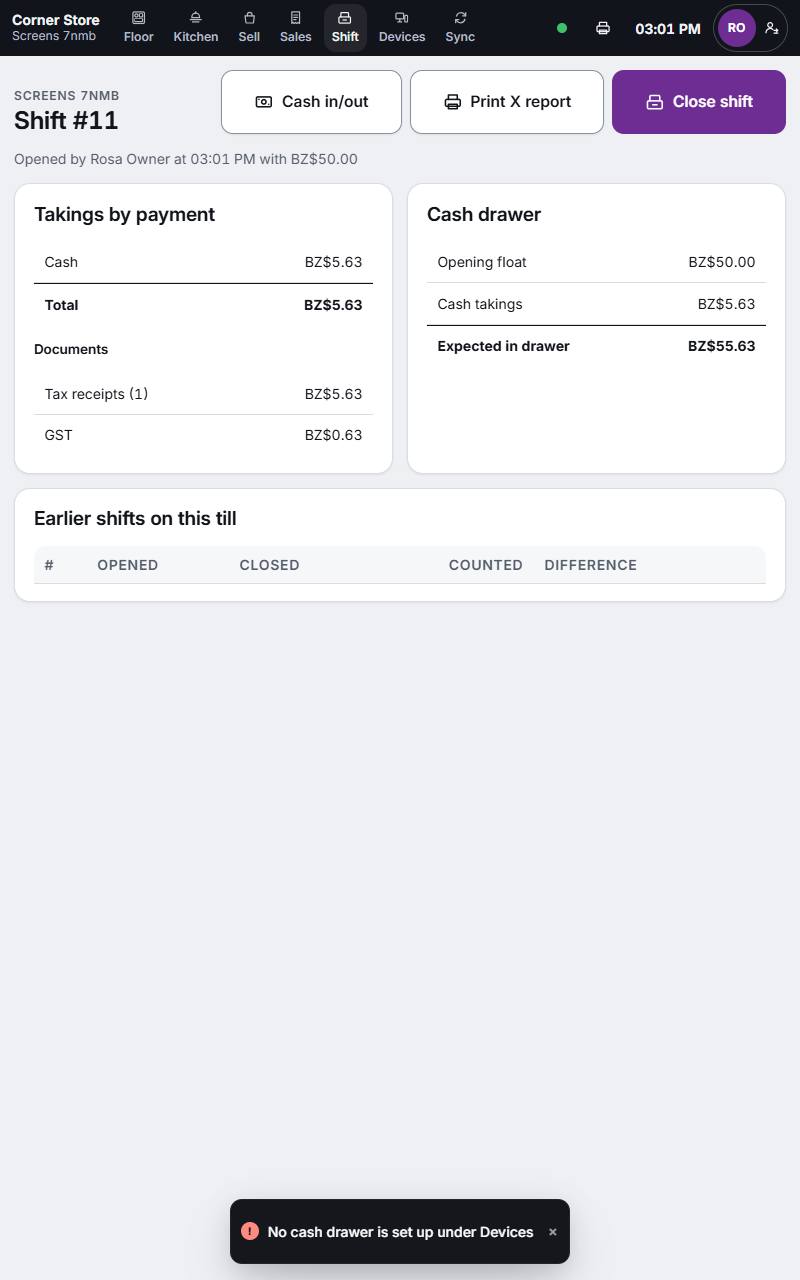 Corner Store
Screens 7nmb
Floor
Kitchen
Sell
Sales
Shift
Devices
Sync
03:01 PM
RO
SCREENS 7NMB
Shift #11
Cash in/out
Print X report
Close shift
Opened by Rosa Owner at 03:01 PM with BZ$50.00
Takings by payment
Cash BZ$5.63
Total BZ$5.63
Documents
Tax receipts (1) BZ$5.63
GST BZ$0.63
Cash drawer
Opening float BZ$50.00
Cash takings BZ$5.63
Expected in drawer BZ$55.63
Earlier shifts on this till
# OPENED CLOSED COUNTED DIFFERENCE
No cash drawer is set up under Devices ×